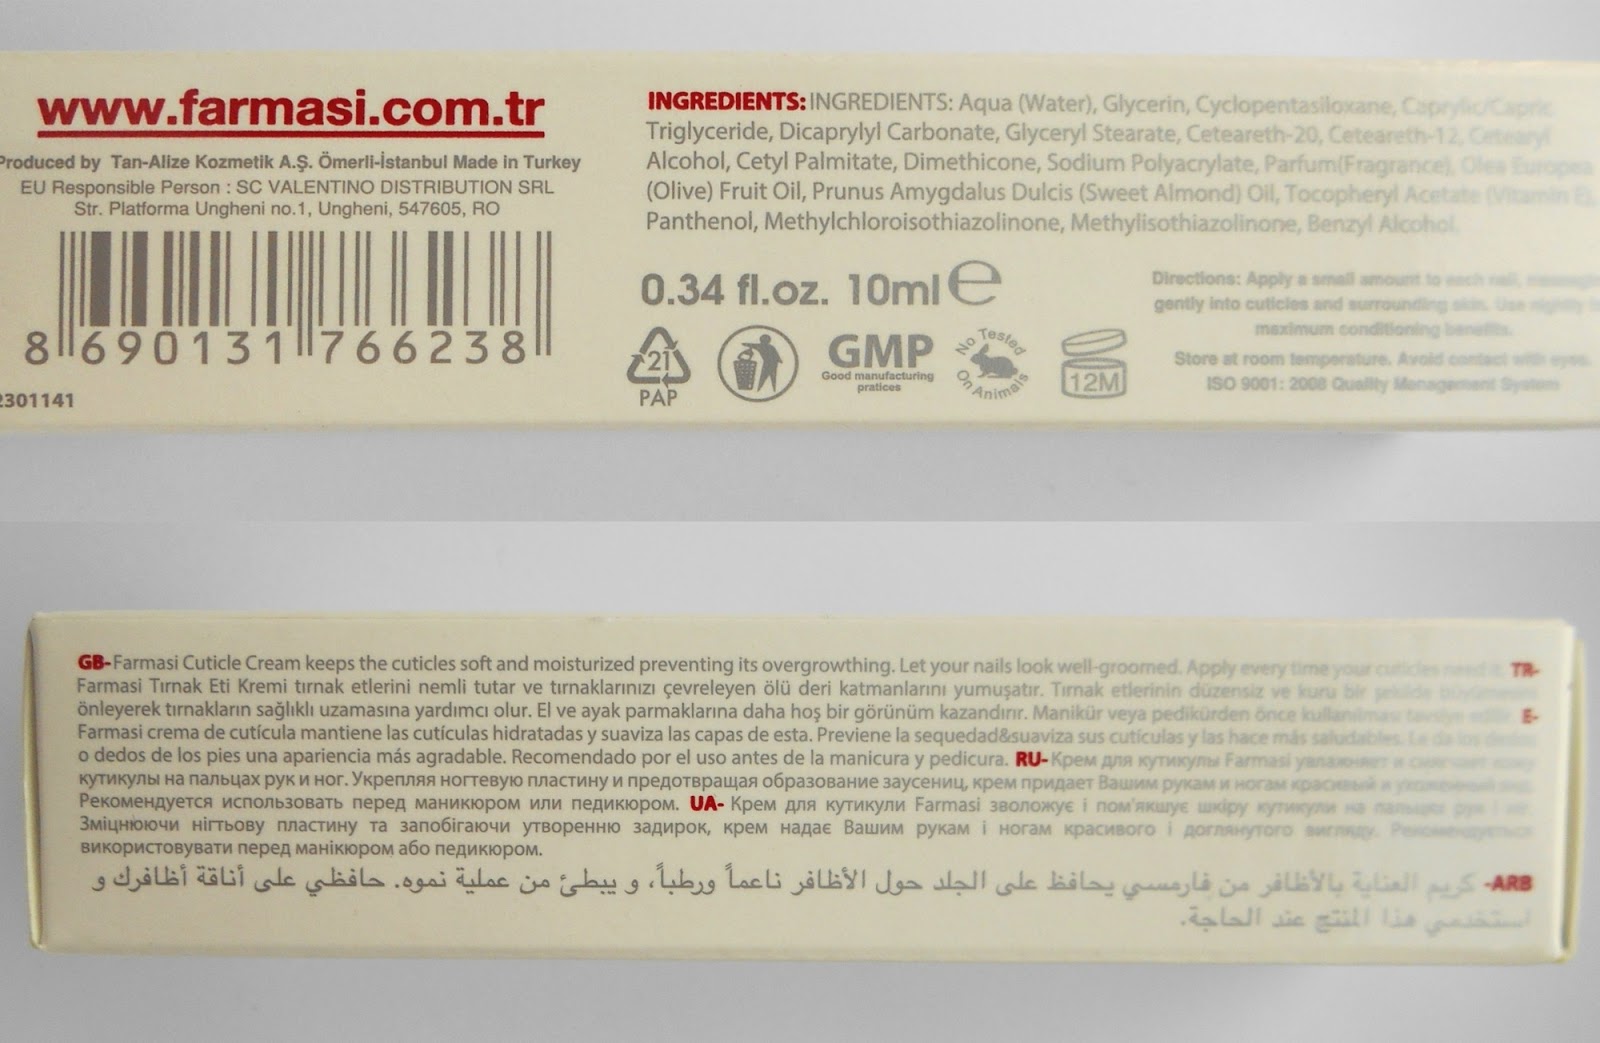 www.farmasi.com.tr
Produced by Tan-Alize Kozmetik A.Ş. Ömerli-İstanbul Made in Turkey
EU Responsible Person : SC VALENTINO DISTRIBUTION SRL
Str. Platforma Ungheni no.1, Ungheni, 547605, RO
8 690131 766238
2301141
INGREDIENTS: INGREDIENTS: Aqua (Water), Glycerin, Cyclopentasiloxane, Caprylic/Capric
Triglyceride, Dicaprylyl Carbonate, Glyceryl Stearate, Ceteareth-20, Ceteareth-12, Cetearyl
Alcohol, Cetyl Palmitate, Dimethicone, Sodium Polyacrylate, Parfum(Fragrance), Olea Europea
(Olive) Fruit Oil, Prunus Amygdalus Dulcis (Sweet Almond) Oil, Tocopheryl Acetate (Vitamin E),
Panthenol, Methylchloroisothiazolinone, Methylisothiazolinone, Benzyl Alcohol.
0.34 fl.oz. 10ml e
21
PAP
GMP
Good manufacturing
pratices
No Tested
On Animals
12M
Directions: Apply a small amount to each nail,
gently into cuticles and surrounding skin. Use nightly
maximum conditioning benefits.
Store at room temperature. Avoid contact with eyes.
ISO 9001: 2008 Quality Management System
GB-Farmasi Cuticle Cream keeps the cuticles soft and moisturized preventing its overgrowthing. Let your nails look well-groomed. Apply every time your cuticles need it. TR-
Farmasi Tırnak Eti Kremi tırnak etlerini nemli tutar ve tırnaklarınızı çevreleyen ölü deri katmanlarını yumuşatır. Tırnak etlerinin düzensiz ve kuru bir şekilde büyümesini
önleyerek tırnakların sağlıklı uzamasına yardımcı olur. El ve ayak parmaklarına daha hoş bir görünüm kazandırır. Manikür veya pedikürden önce kullanılması tavsiye edilir. E-
Farmasi crema de cutícula mantiene las cutículas hidratadas y suaviza las capas de esta. Previene la sequedad&suaviza sus cutículas y las hace más saludables. Le da los dedos
o dedos de los pies una apariencia más agradable. Recomendado por el uso antes de la manicura y pedicura. RU- Крем для кутикулы Farmasi увлажняет и смягчает кожу
кутикулы на пальцах рук и ног. Укрепляя ногтевую пластину и предотвращая образование заусениц, крем придает Вашим рукам и ногам красивый и ухоженный вид.
Рекомендуется использовать перед маникюром или педикюром. UA- Крем для кутикули Farmasi зволожує і пом'якшує шкіру кутикули на пальцях рук і ніг.
Зміцнюючи нігтьову пластину та запобігаючи утворенню задирок, крем надає Вашим рукам і ногам красивого і доглянутого вигляду. Рекомендується
використовувати перед манікюром або педикюром.
ARB- كريم العناية بالأظافر من فارمسي يحافظ على الجلد حول الأظافر ناعماً ورطباً، و يبطئ من عملية نموه. حافظي على أناقة أظافرك و
استخدمي هذا المنتج عند الحاجة.